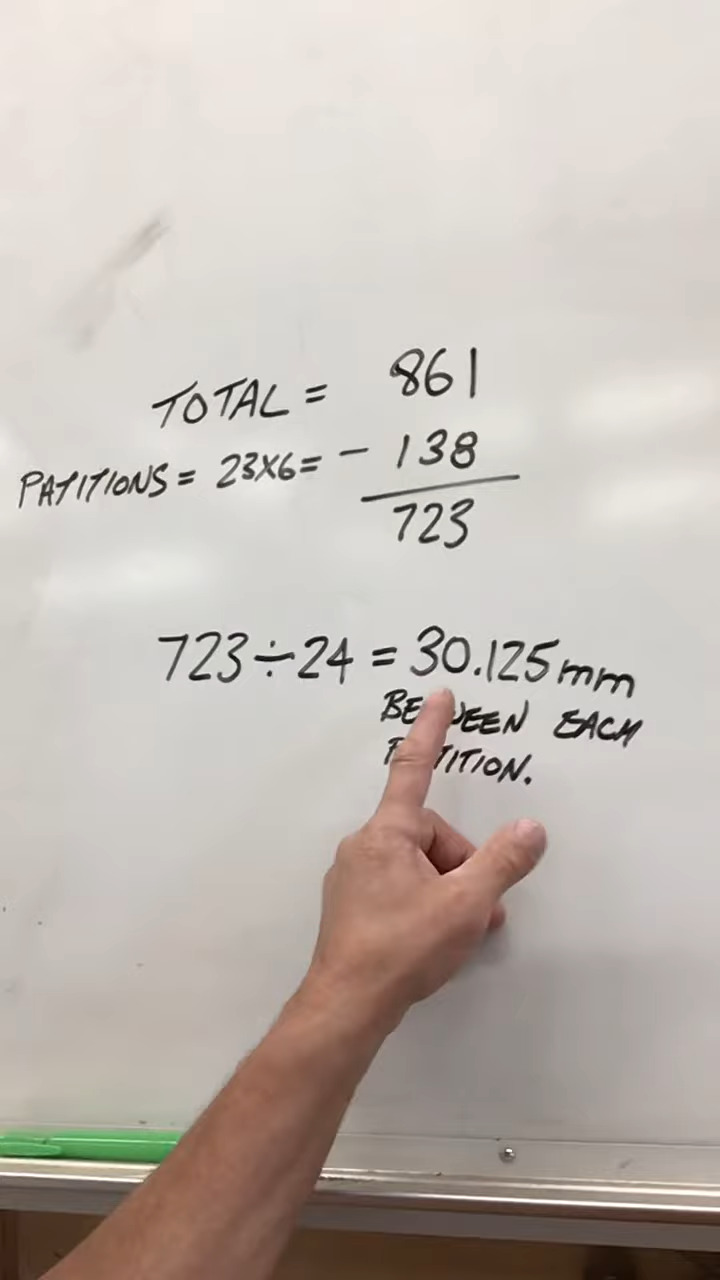 TOTAL = 861
PATITIONS = 23X6= - 138
723
723÷24 = 30.125mm
EACH